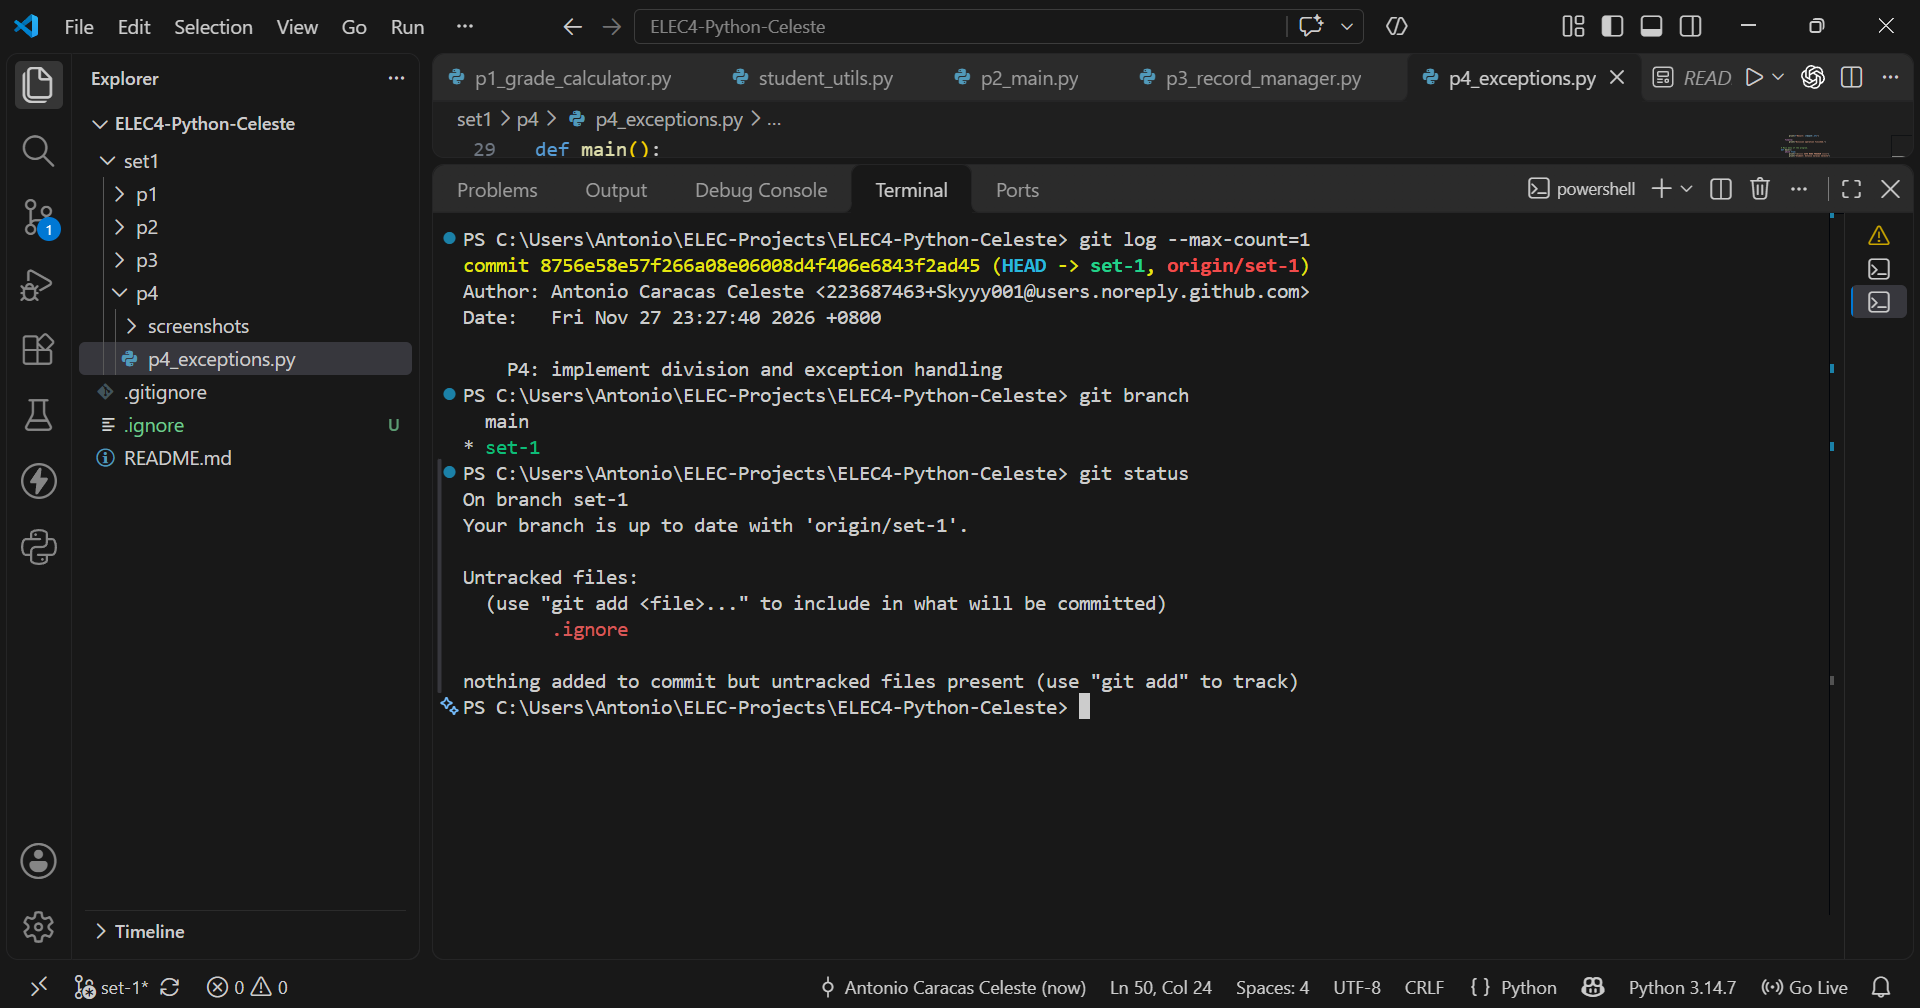 File Edit Selection View Go Run ···
ELEC4-Python-Celeste
Explorer ···
ELEC4-Python-Celeste
set1
p1
p2
1
p3
p4
screenshots
p4_exceptions.py
.gitignore
.ignore U
README.md
Timeline
p1_grade_calculator.py student_utils.py p2_main.py p3_record_manager.py p4_exceptions.py READ ···
set1 > p4 > p4_exceptions.py > ...
29 def main():
Problems Output Debug Console Terminal Ports powershell ···
PS C:\Users\Antonio\ELEC-Projects\ELEC4-Python-Celeste> git log --max-count=1
commit 8756e58e57f266a08e06008d4f406e6843f2ad45 (HEAD -> set-1, origin/set-1)
Author: Antonio Caracas Celeste <223687463+Skyyy001@users.noreply.github.com>
Date:   Fri Nov 27 23:27:40 2026 +0800
P4: implement division and exception handling
PS C:\Users\Antonio\ELEC-Projects\ELEC4-Python-Celeste> git branch
main
* set-1
PS C:\Users\Antonio\ELEC-Projects\ELEC4-Python-Celeste> git status
On branch set-1
Your branch is up to date with 'origin/set-1'.
Untracked files:
(use "git add <file>..." to include in what will be committed)
.ignore
nothing added to commit but untracked files present (use "git add" to track)
PS C:\Users\Antonio\ELEC-Projects\ELEC4-Python-Celeste>
set-1* 0 0 Antonio Caracas Celeste (now) Ln 50, Col 24 Spaces: 4 UTF-8 CRLF { } Python Python 3.14.7 Go Live